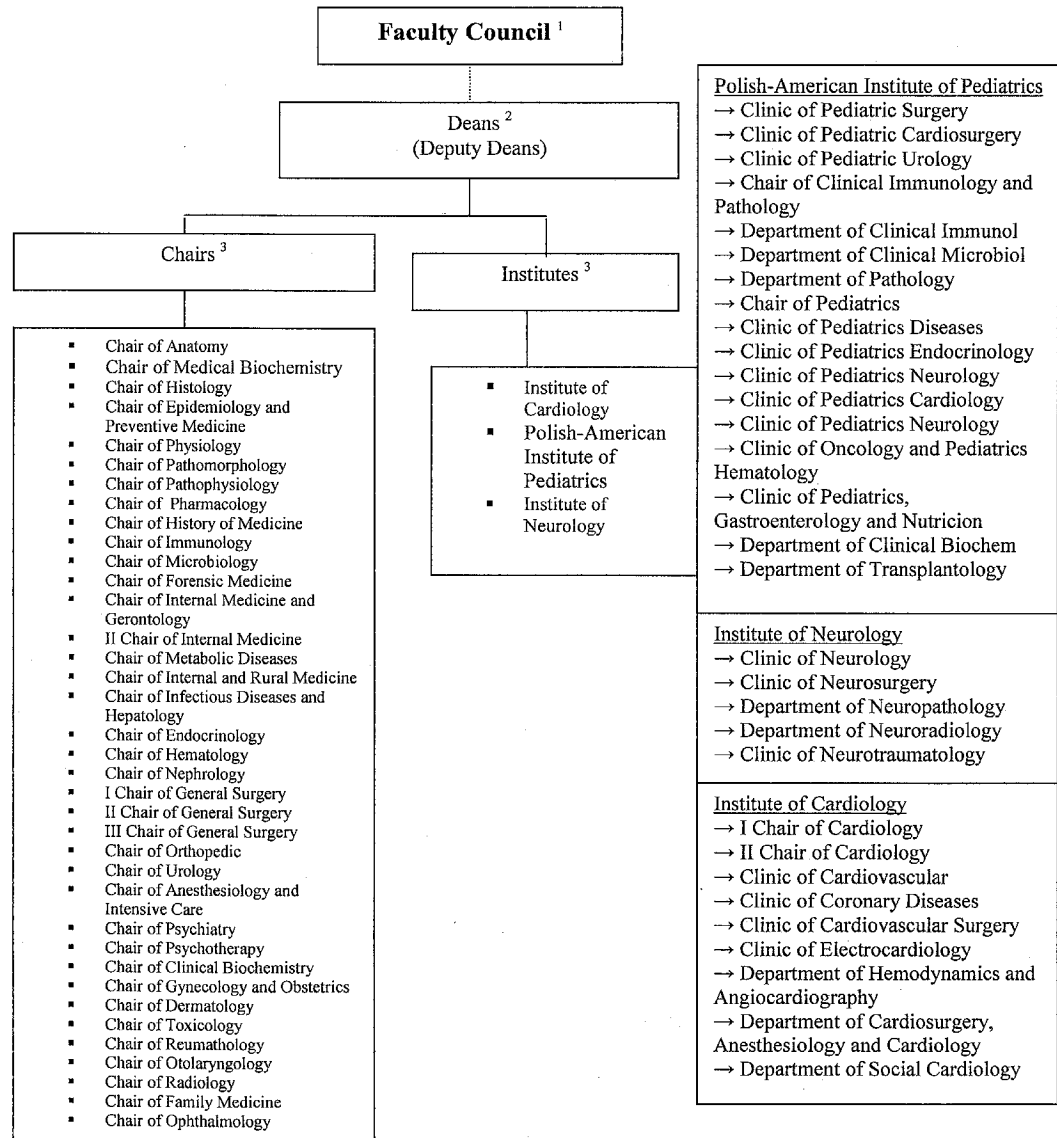 Faculty Council ¹
Deans ²
(Deputy Deans)
Chairs ³
Institutes ³
▪ Chair of Anatomy
▪ Chair of Medical Biochemistry
▪ Chair of Histology
▪ Chair of Epidemiology and
Preventive Medicine
▪ Chair of Physiology
▪ Chair of Pathomorphology
▪ Chair of Pathophysiology
▪ Chair of Pharmacology
▪ Chair of History of Medicine
▪ Chair of Immunology
▪ Chair of Microbiology
▪ Chair of Forensic Medicine
▪ Chair of Internal Medicine and
Gerontology
▪ II Chair of Internal Medicine
▪ Chair of Metabolic Diseases
▪ Chair of Internal and Rural Medicine
▪ Chair of Infectious Diseases and
Hepatology
▪ Chair of Endocrinology
▪ Chair of Hematology
▪ Chair of Nephrology
▪ I Chair of General Surgery
▪ II Chair of General Surgery
▪ III Chair of General Surgery
▪ Chair of Orthopedic
▪ Chair of Urology
▪ Chair of Anesthesiology and
Intensive Care
▪ Chair of Psychiatry
▪ Chair of Psychotherapy
▪ Chair of Clinical Biochemistry
▪ Chair of Gynecology and Obstetrics
▪ Chair of Dermatology
▪ Chair of Toxicology
▪ Chair of Reumathology
▪ Chair of Otolaryngology
▪ Chair of Radiology
▪ Chair of Family Medicine
▪ Chair of Ophthalmology
▪ Institute of
Cardiology
▪ Polish-American
Institute of
Pediatrics
▪ Institute of
Neurology
Polish-American Institute of Pediatrics
→ Clinic of Pediatric Surgery
→ Clinic of Pediatric Cardiosurgery
→ Clinic of Pediatric Urology
→ Chair of Clinical Immunology and
Pathology
→ Department of Clinical Immunol
→ Department of Clinical Microbiol
→ Department of Pathology
→ Chair of Pediatrics
→ Clinic of Pediatrics Diseases
→ Clinic of Pediatrics Endocrinology
→ Clinic of Pediatrics Neurology
→ Clinic of Pediatrics Cardiology
→ Clinic of Pediatrics Neurology
→ Clinic of Oncology and Pediatrics
Hematology
→ Clinic of Pediatrics,
Gastroenterology and Nutricion
→ Department of Clinical Biochem
→ Department of Transplantology
Institute of Neurology
→ Clinic of Neurology
→ Clinic of Neurosurgery
→ Department of Neuropathology
→ Department of Neuroradiology
→ Clinic of Neurotraumatology
Institute of Cardiology
→ I Chair of Cardiology
→ II Chair of Cardiology
→ Clinic of Cardiovascular
→ Clinic of Coronary Diseases
→ Clinic of Cardiovascular Surgery
→ Clinic of Electrocardiology
→ Department of Hemodynamics and
Angiocardiography
→ Department of Cardiosurgery,
Anesthesiology and Cardiology
→ Department of Social Cardiology